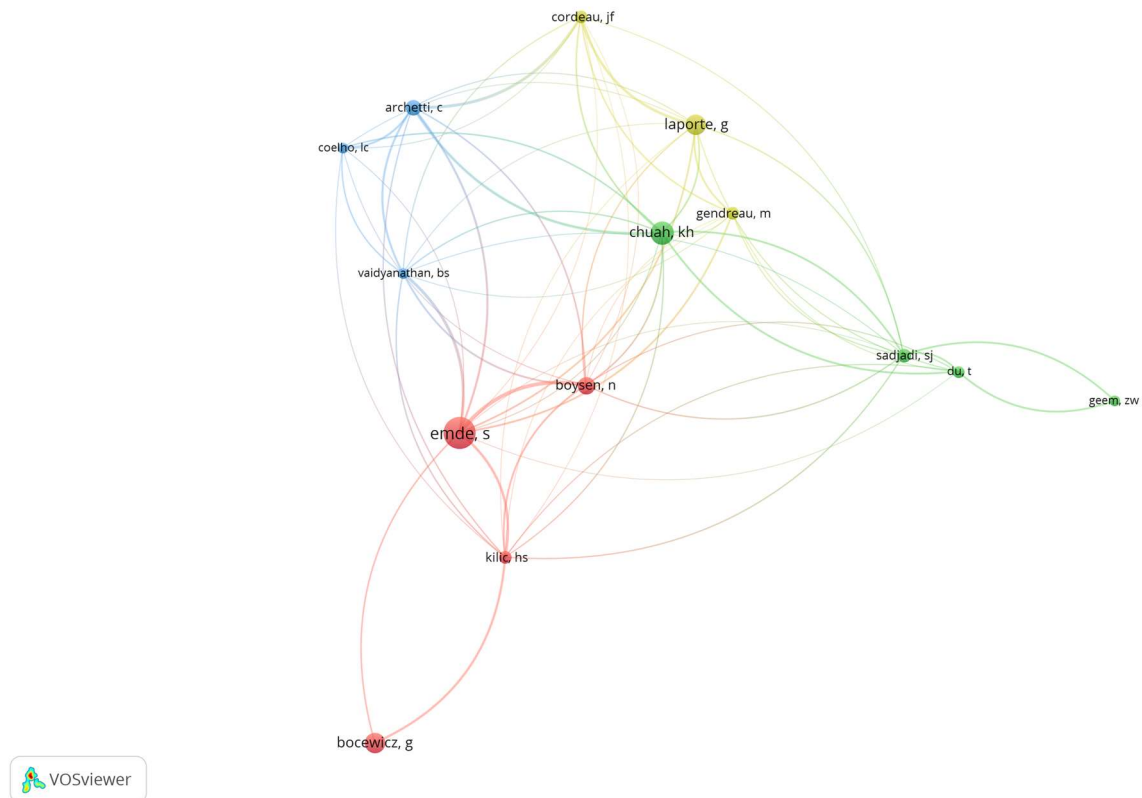 cordeau, jf
archetti, c
laporte, g
coelho, lc
gendreau, m
chuah, kh
vaidyanathan, bs
sadjadi, sj
du, t
boysen, n
geem, zw
emde, s
kilic, hs
bocewicz, g
VOSviewer